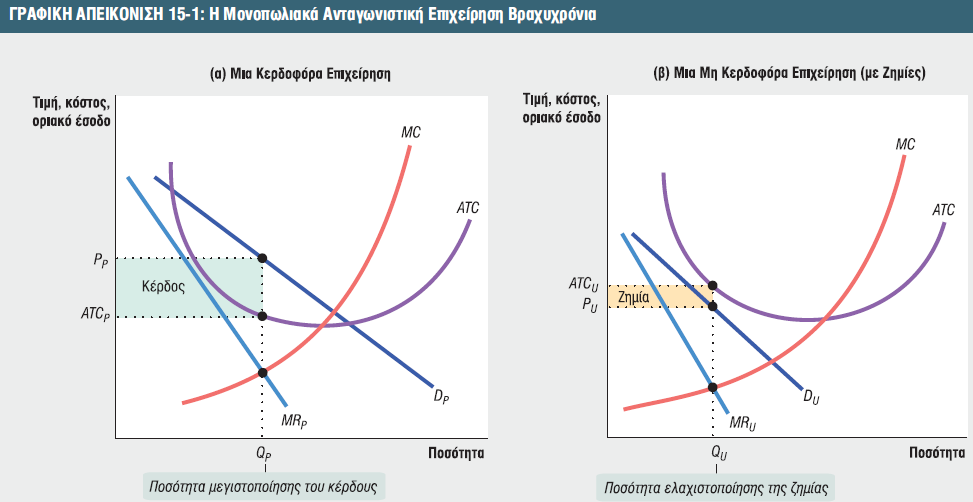 ΓΡΑΦΙΚΗ ΑΠΕΙΚΟΝΙΣΗ 15-1: Η Μονοπωλιακά Ανταγωνιστική Επιχείρηση Βραχυχρόνια
(α) Μια Κερδοφόρα Επιχείρηση
Τιμή, κόστος,
οριακό έσοδο
MC
ATC
P_P
Κέρδος
ATC_P
D_P
MR_P
Q_P
Ποσότητα
Ποσότητα μεγιστοποίησης του κέρδους
(β) Μια Μη Κερδοφόρα Επιχείρηση (με Ζημίες)
Τιμή, κόστος,
οριακό έσοδο
MC
ATC
ATC_U
Ζημία
P_U
D_U
MR_U
Q_U
Ποσότητα
Ποσότητα ελαχιστοποίησης της ζημίας